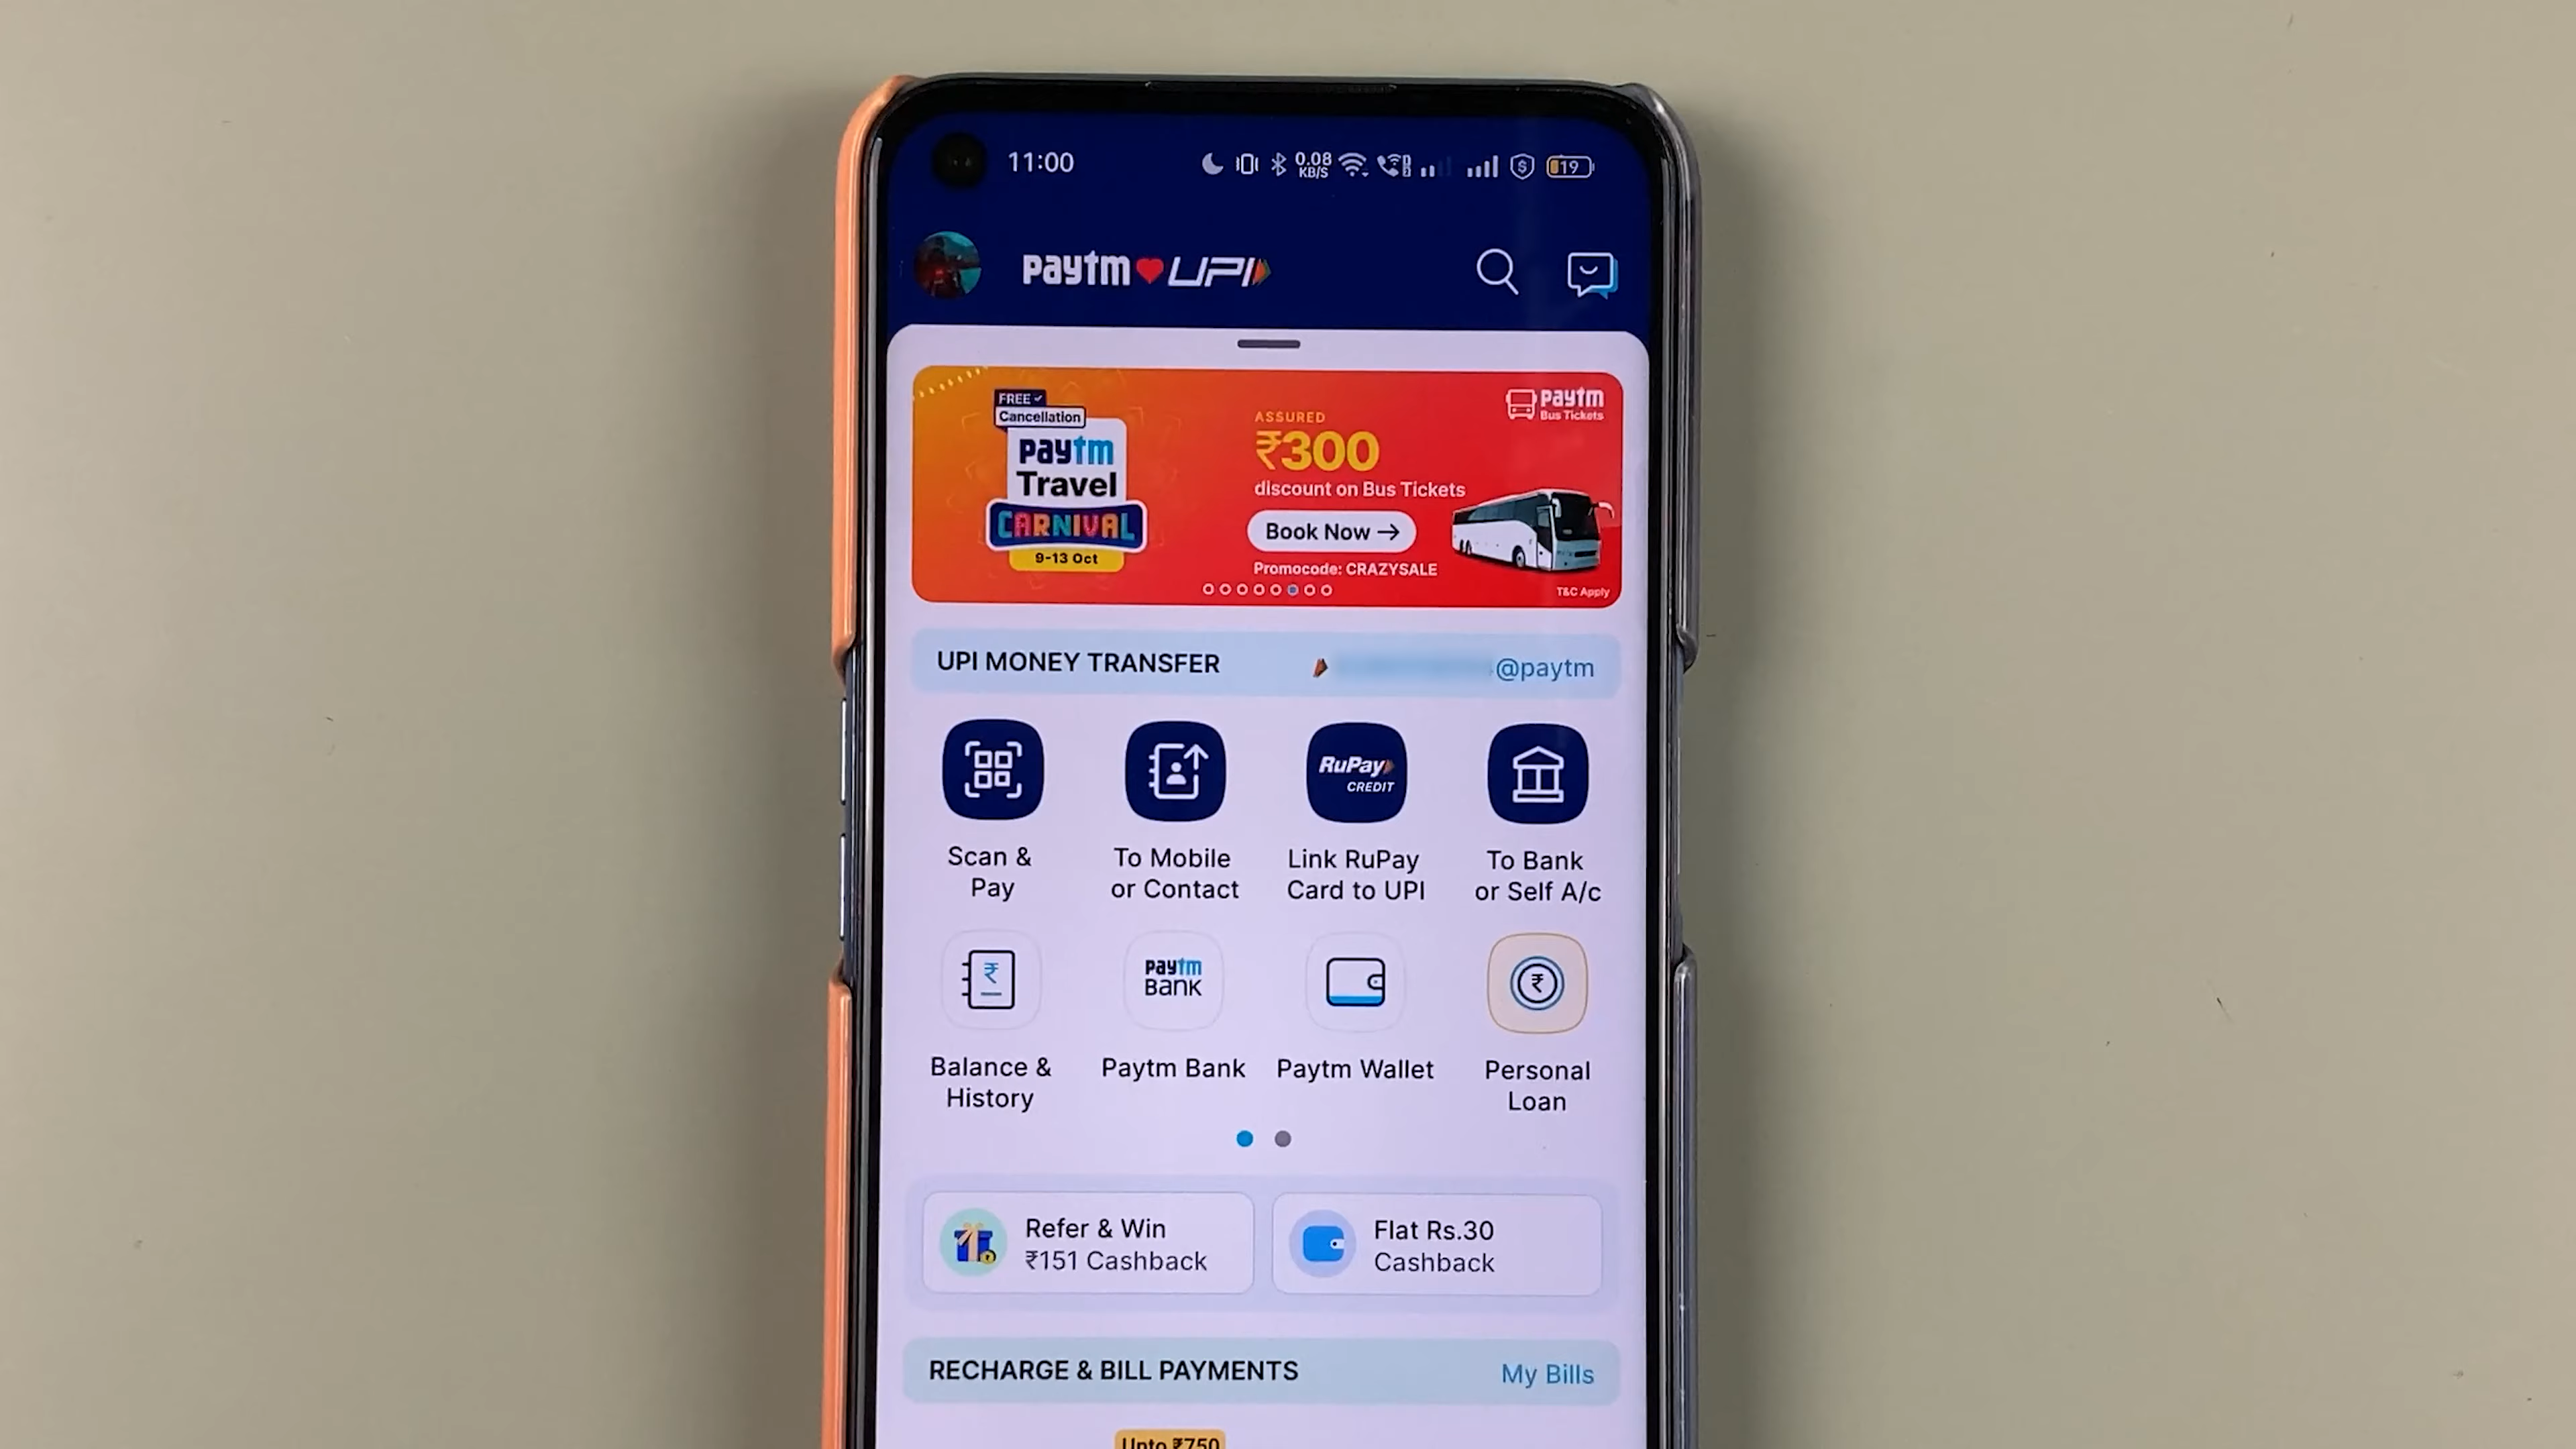 11:00
0.08
KB/S
19
paytm UPI
FREE
Cancellation
paytm
Travel
CARNIVAL
9-13 Oct
ASSURED
₹300
discount on Bus Tickets
Book Now →
Promocode: CRAZYSALE
paytm
Bus Tickets
T&C Apply
UPI MONEY TRANSFER
@paytm
RuPay
CREDIT
Scan &
Pay
To Mobile
or Contact
Link RuPay
Card to UPI
To Bank
or Self A/c
₹
paytm
BANK
₹
Balance &
History
Paytm Bank
Paytm Wallet
Personal
Loan
Refer & Win
₹151 Cashback
Flat Rs.30
Cashback
RECHARGE & BILL PAYMENTS
My Bills
Upto ₹750